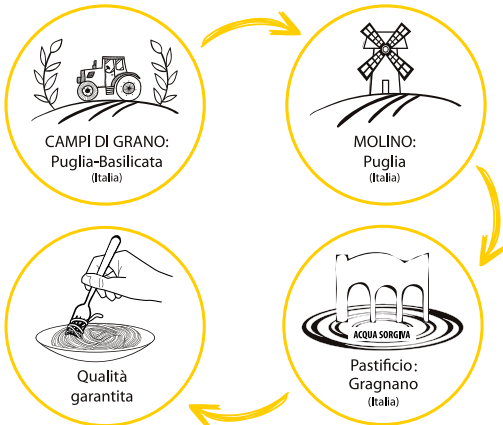 CAMPI DI GRANO:
Puglia-Basilicata
(Italia)
MOLINO:
Puglia
(Italia)
ACQUA SORGIVA
Pastificio:
Gragnano
(Italia)
Qualità
garantita